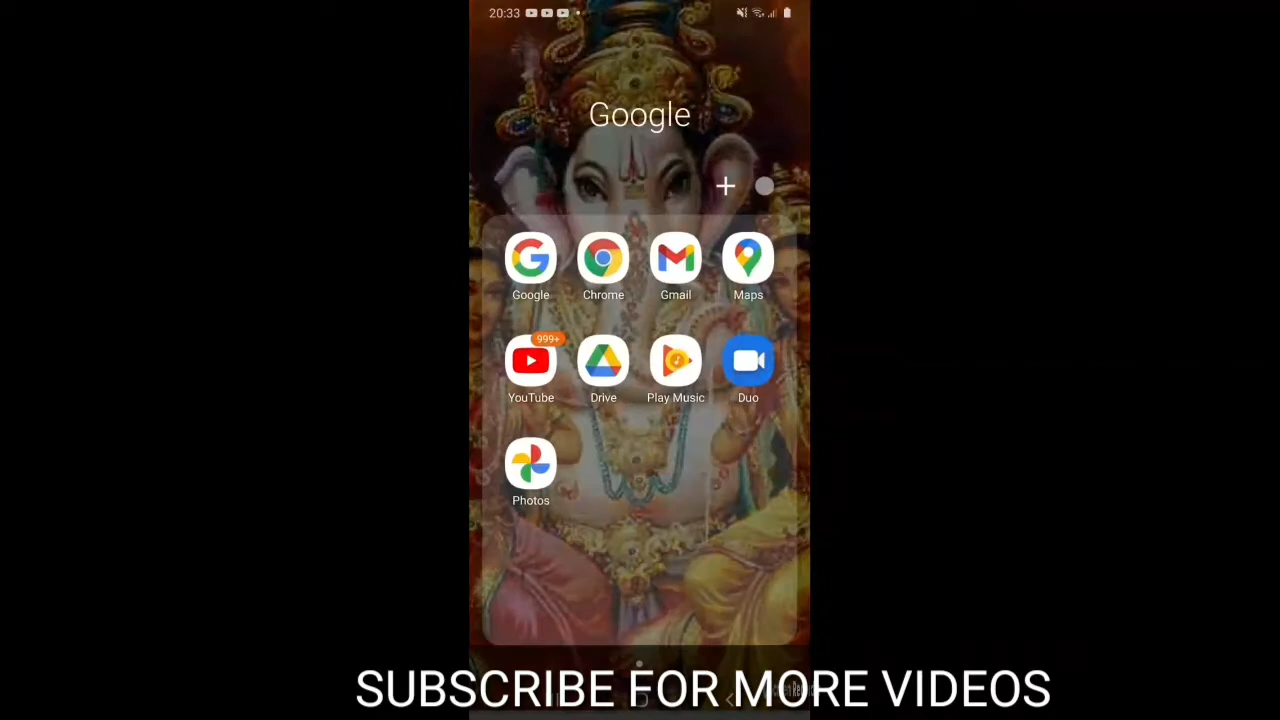 20:33
Google
Google Chrome Gmail Maps
999+
YouTube Drive Play Music Duo
Photos
SUBSCRIBE FOR MORE VIDEOS